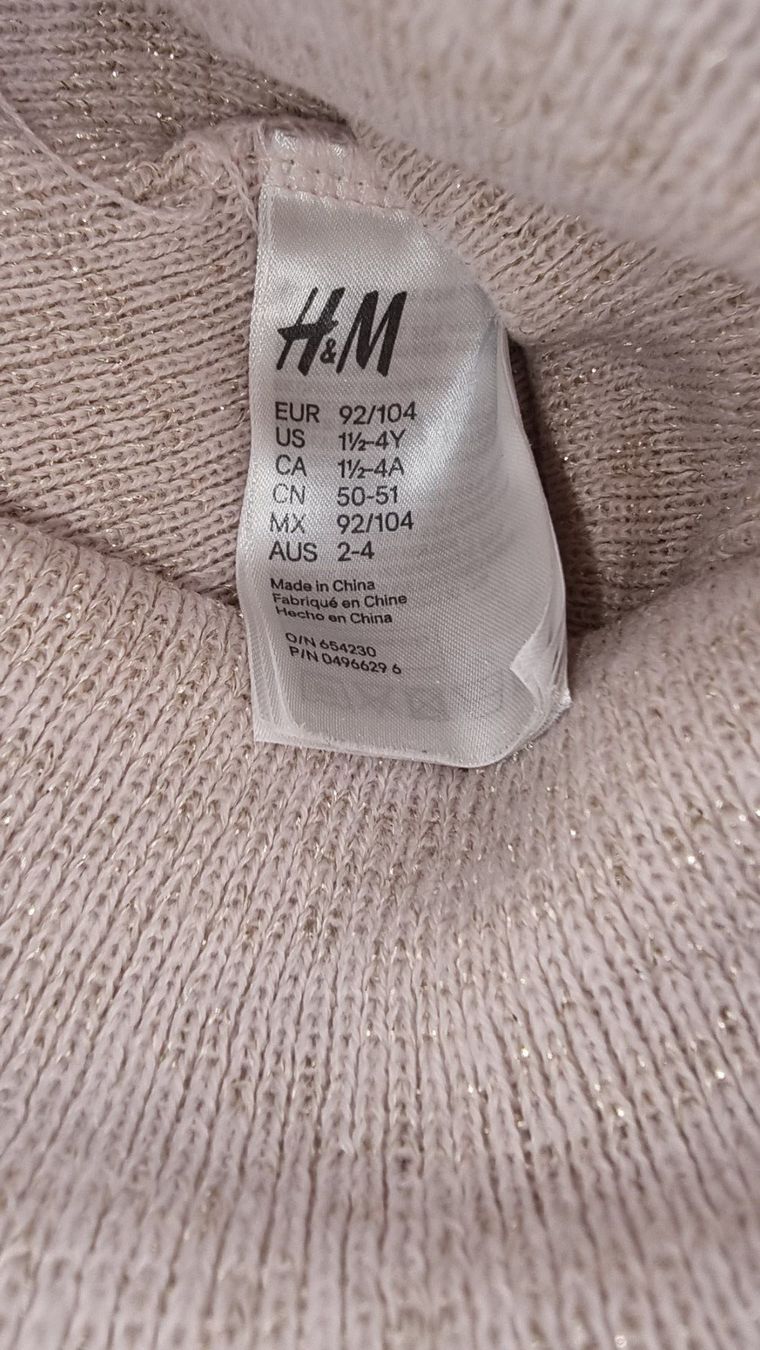 H&M
EUR 92/104
US 1½-4Y
CA 1½-4A
CN 50-51
MX 92/104
AUS 2-4
Made in China
Fabriqué en Chine
Hecho en China
O/N 654230
P/N 0496629 6